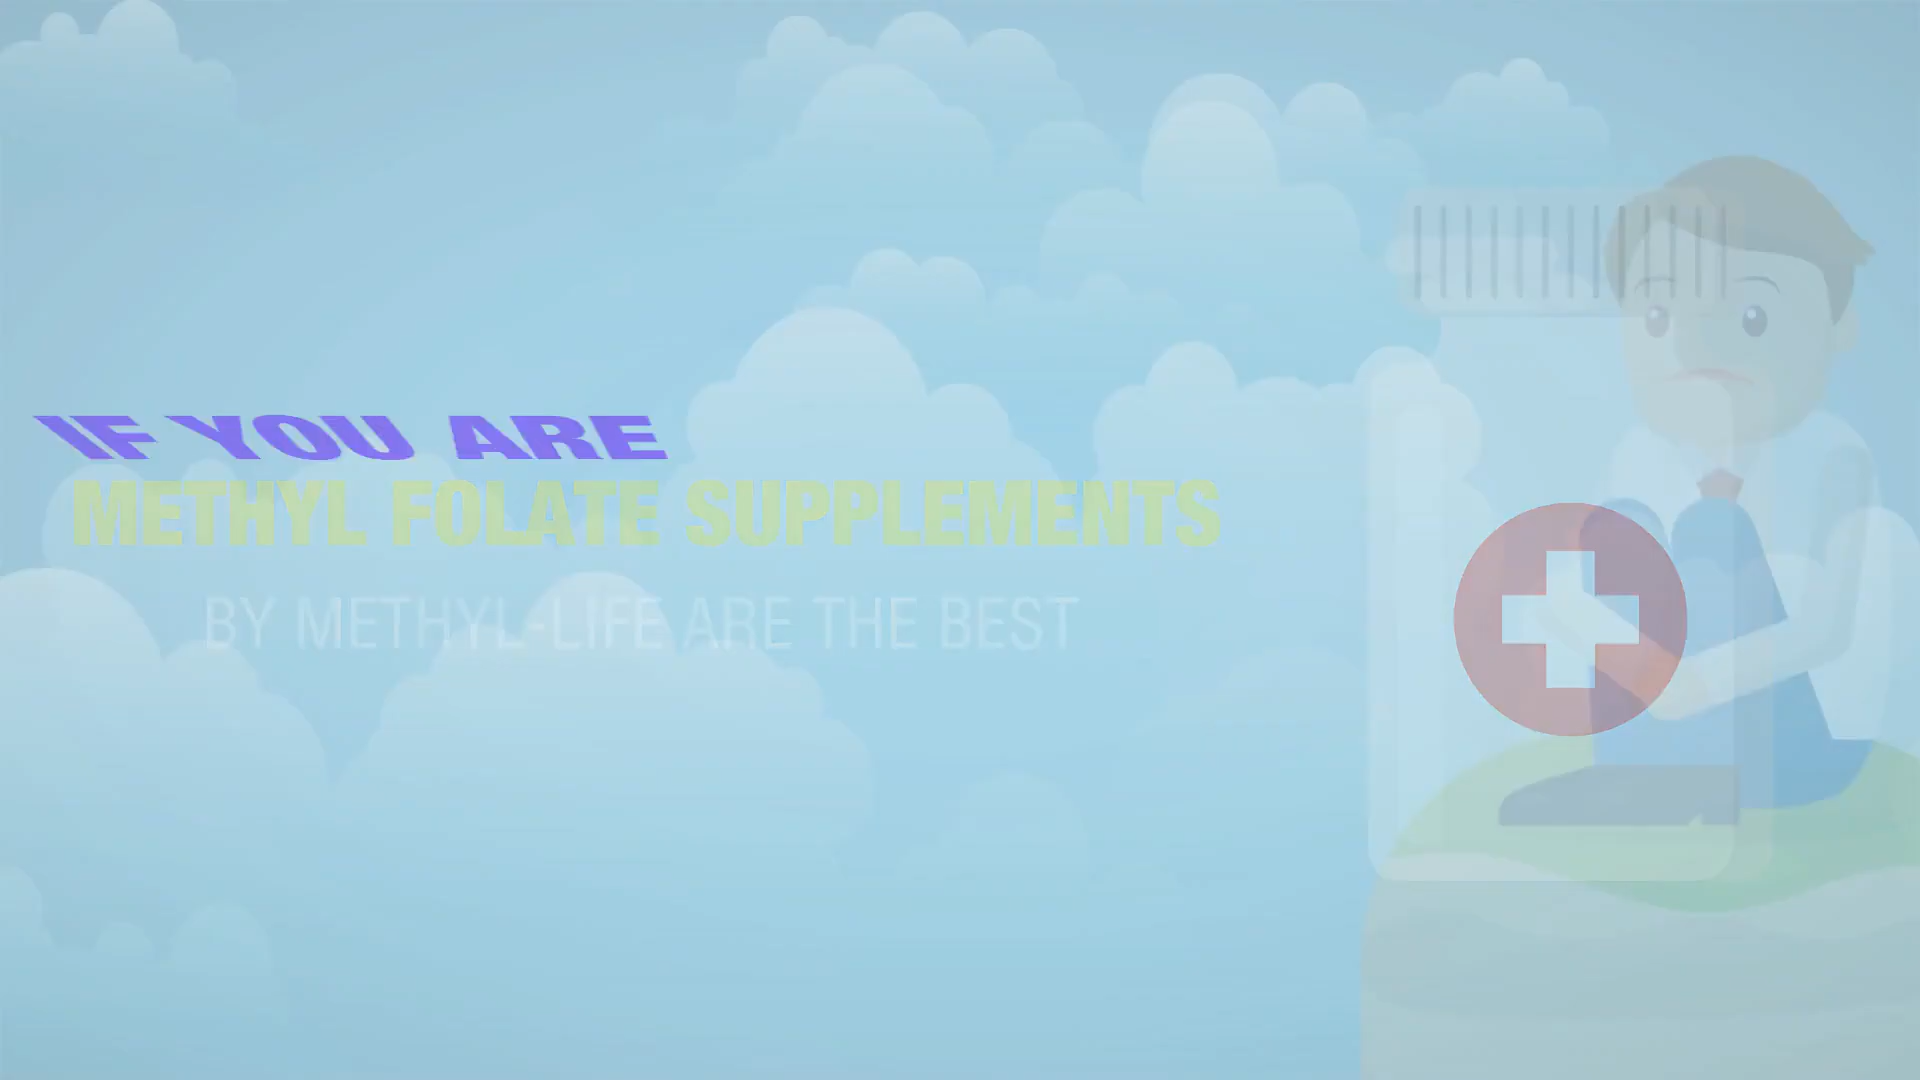 IF YOU ARE
METHYL FOLATE SUPPLEMENTS
BY METHYL-LIFE ARE THE BEST